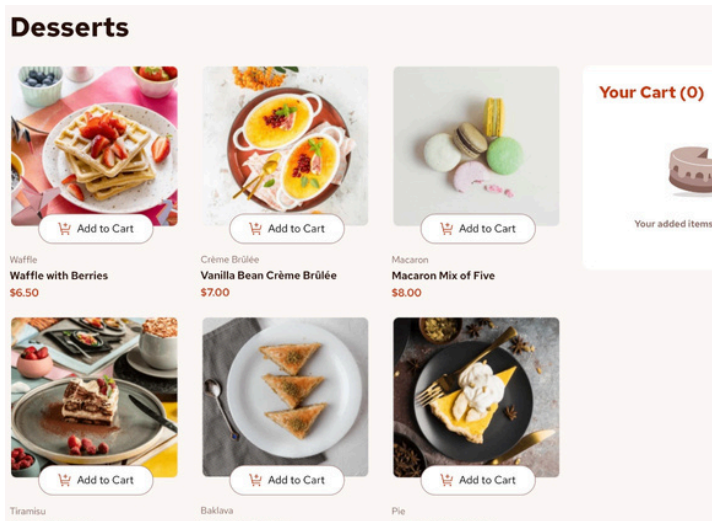 Desserts
Add to Cart
Add to Cart
Add to Cart
Waffle
Waffle with Berries
$6.50
Crème Brûlée
Vanilla Bean Crème Brûlée
$7.00
Macaron
Macaron Mix of Five
$8.00
Your Cart (0)
Your added items
Add to Cart
Add to Cart
Add to Cart
Tiramisu
Baklava
Pie